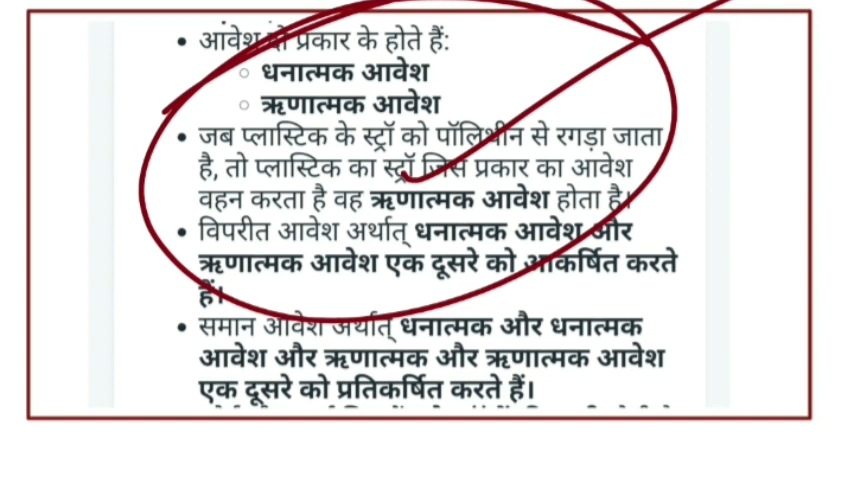 • आवेश दो प्रकार के होते हैं:
◦ धनात्मक आवेश
◦ ऋणात्मक आवेश
• जब प्लास्टिक के स्ट्रॉ को पॉलिथीन से रगड़ा जाता
है, तो प्लास्टिक का स्ट्रॉ जिस प्रकार का आवेश
वहन करता है वह ऋणात्मक आवेश होता है।
• विपरीत आवेश अर्थात् धनात्मक आवेश और
ऋणात्मक आवेश एक दूसरे को आकर्षित करते
हैं।
• समान आवेश अर्थात् धनात्मक और धनात्मक
आवेश और ऋणात्मक और ऋणात्मक आवेश
एक दूसरे को प्रतिकर्षित करते हैं।